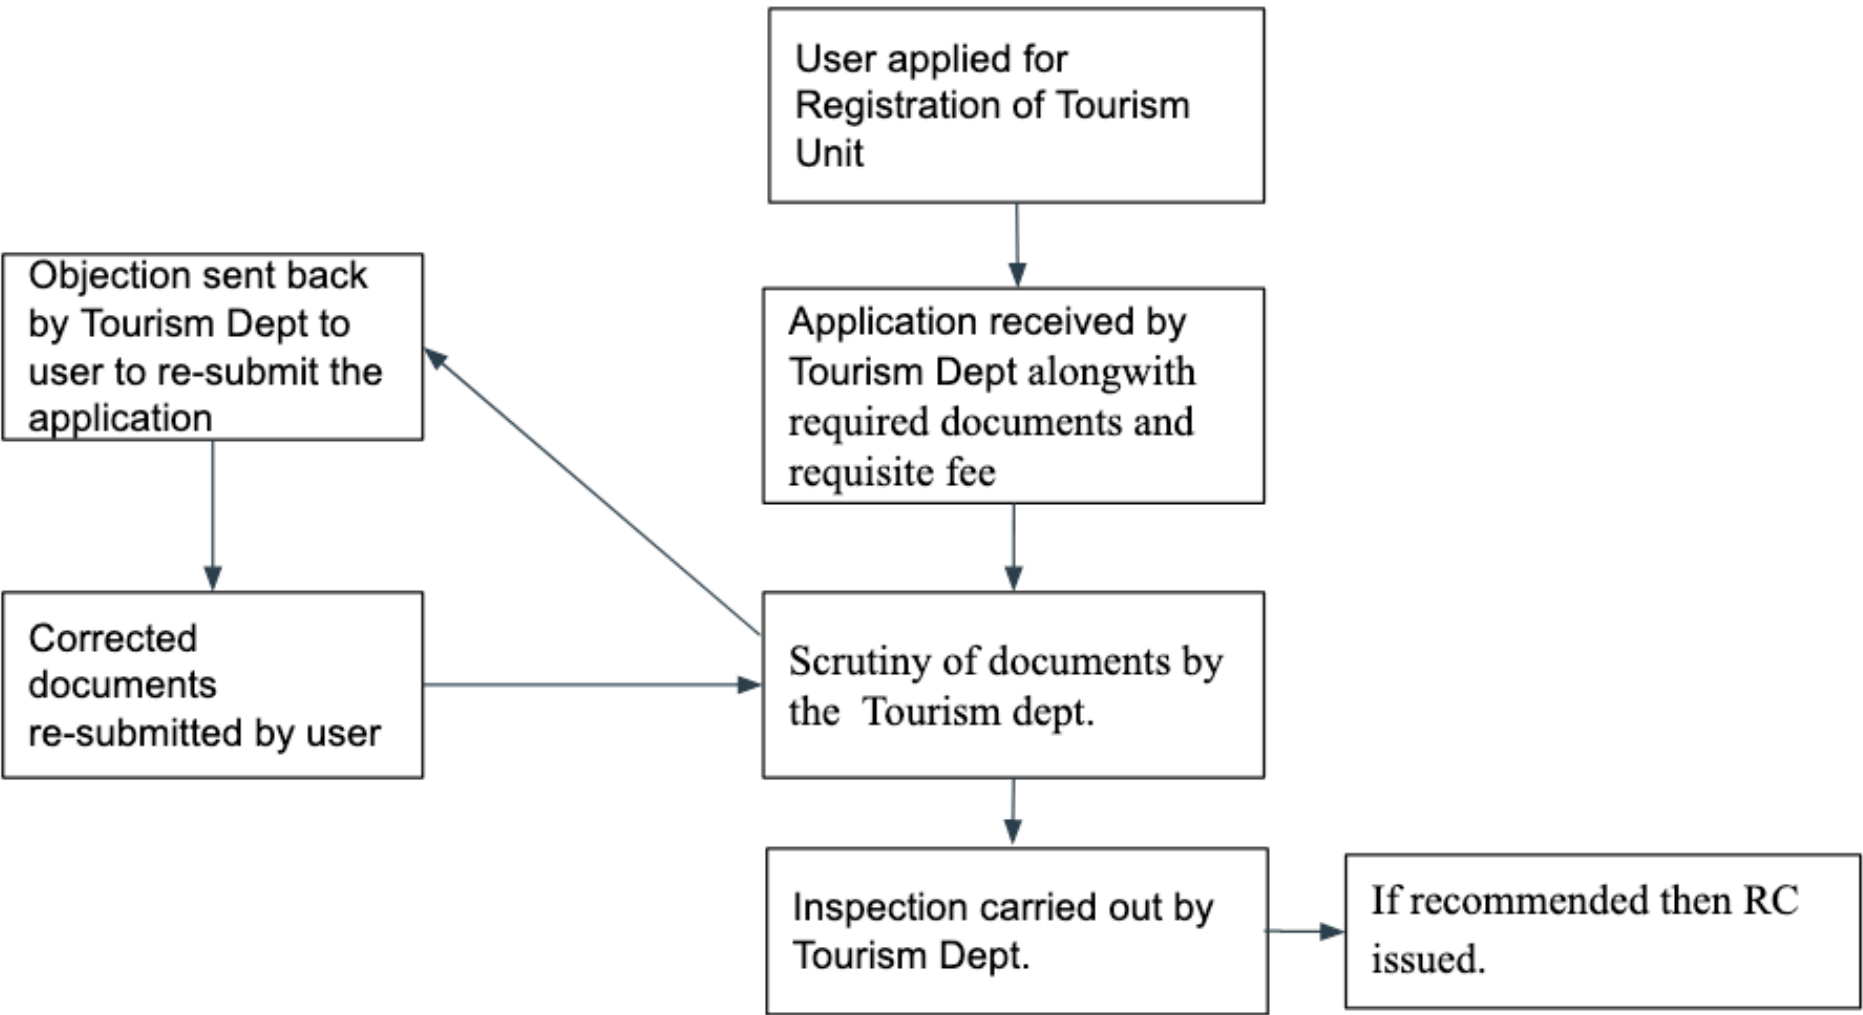 User applied for
Registration of Tourism
Unit
Objection sent back
by Tourism Dept to
user to re-submit the
application
Application received by
Tourism Dept alongwith
required documents and
requisite fee
Corrected
documents
re-submitted by user
Scrutiny of documents by
the  Tourism dept.
Inspection carried out by
Tourism Dept.
If recommended then RC
issued.